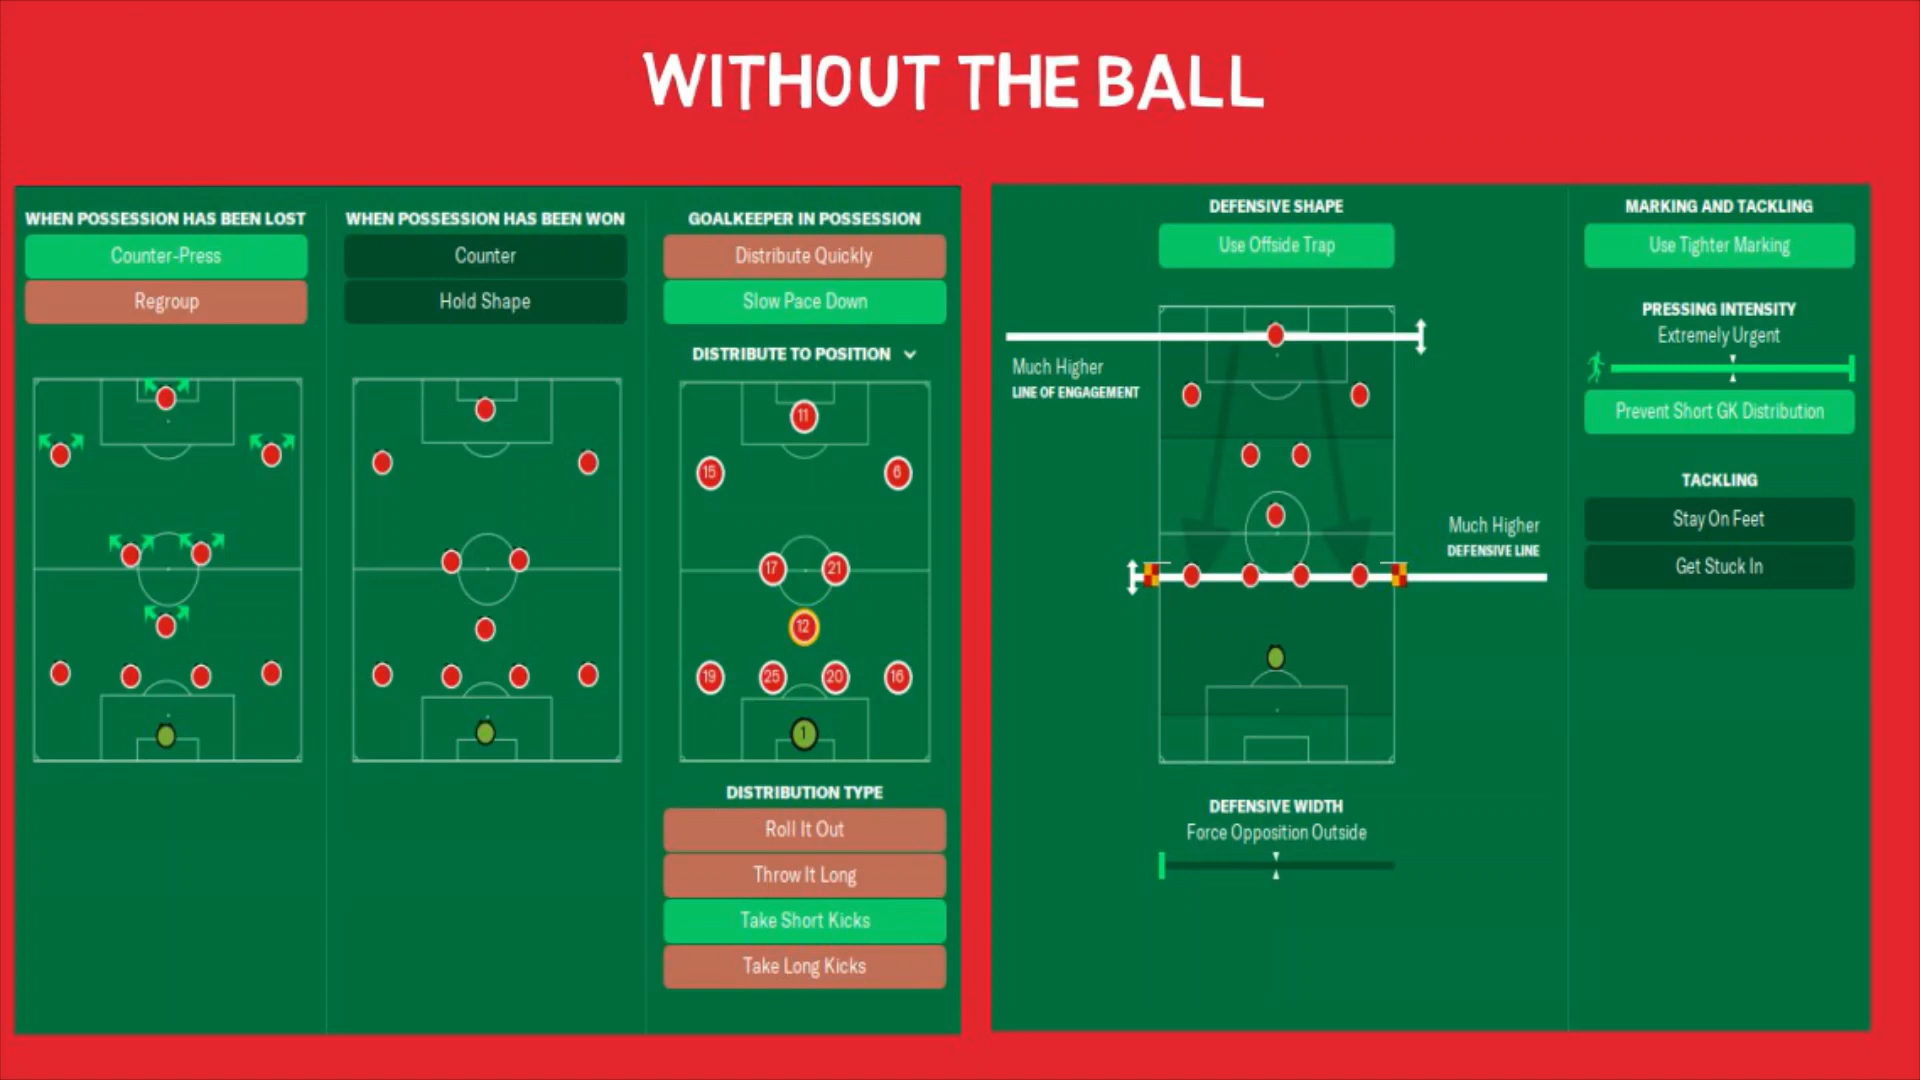 WITHOUT THE BALL
WHEN POSSESSION HAS BEEN LOST
Counter-Press
Regroup
WHEN POSSESSION HAS BEEN WON
Counter
Hold Shape
GOALKEEPER IN POSSESSION
Distribute Quickly
Slow Pace Down
DISTRIBUTE TO POSITION
11
15
6
17
21
12
19
25
20
16
1
DISTRIBUTION TYPE
Roll It Out
Throw It Long
Take Short Kicks
Take Long Kicks
DEFENSIVE SHAPE
Use Offside Trap
Much Higher
LINE OF ENGAGEMENT
Much Higher
DEFENSIVE LINE
DEFENSIVE WIDTH
Force Opposition Outside
MARKING AND TACKLING
Use Tighter Marking
PRESSING INTENSITY
Extremely Urgent
Prevent Short GK Distribution
TACKLING
Stay On Feet
Get Stuck In